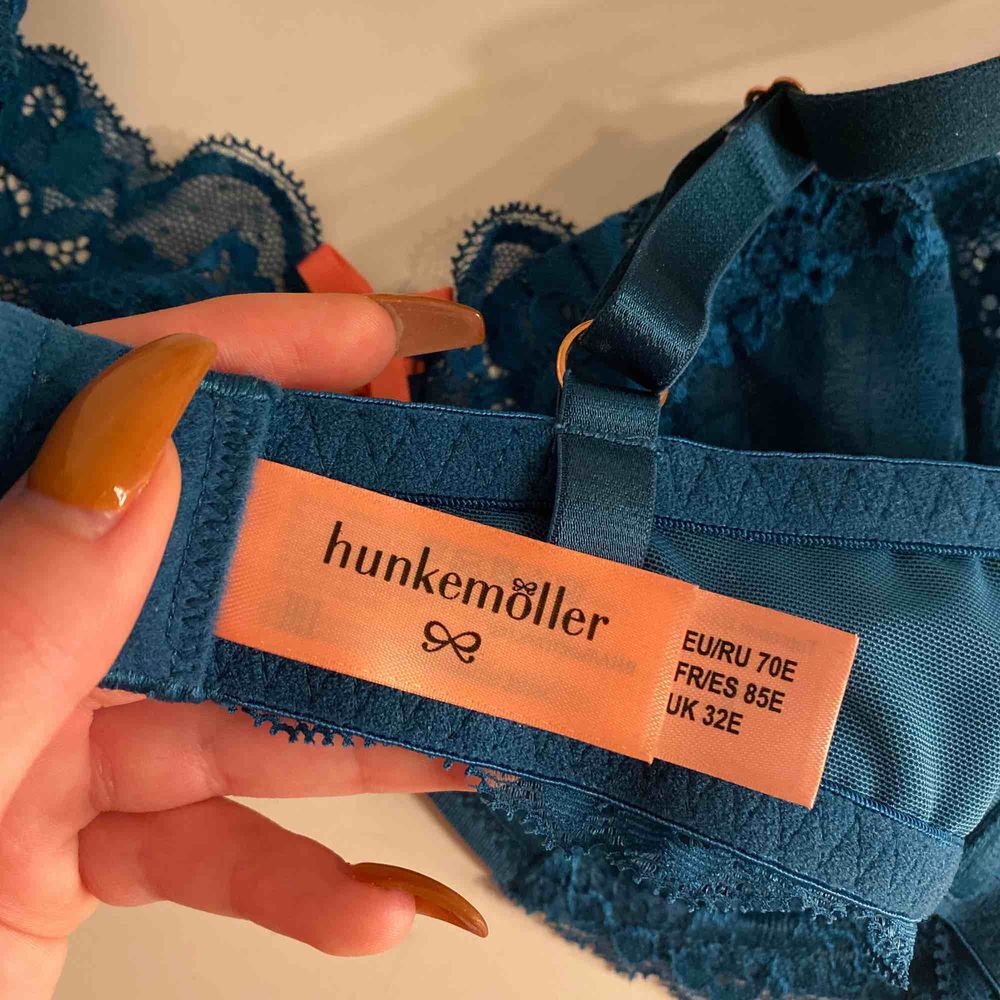 hunkemöller
EU/RU 70E
FR/ES 85E
UK 32E